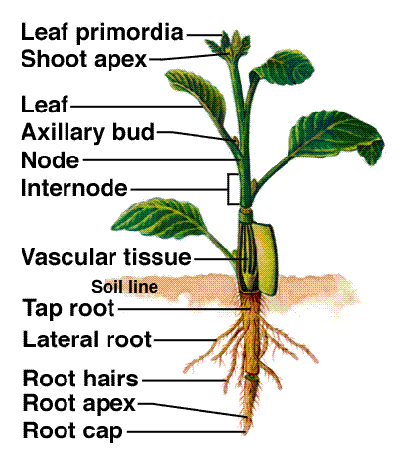 Leaf primordia
Shoot apex
Leaf
Axillary bud
Node
Internode
Vascular tissue
Soil line
Tap root
Lateral root
Root hairs
Root apex
Root cap